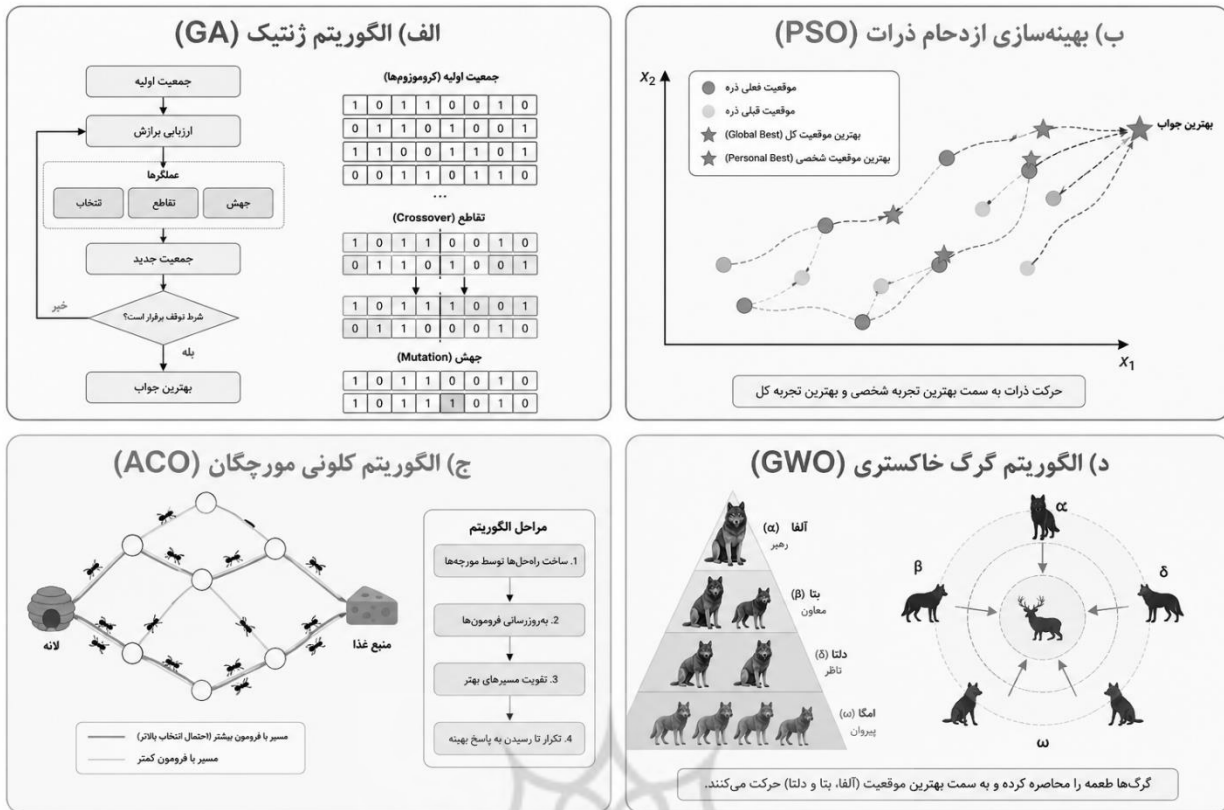 الف) الگوریتم ژنتیک (GA)
جمعیت اولیه
ارزیابی برازش
عملگرها
تنتخاب
تقاطع
جهش
جمعیت جدید
شرط توقف برقرار است؟
خیر
بله
بهترین جواب
جمعیت اولیه (کروموزوم‌ها)
1 0 1 1 0 0 1 0
0 1 1 0 1 0 0 1
1 1 0 0 1 1 0 1
0 0 1 1 0 1 1 0
...
تقاطع (Crossover)
1 0 1 1 0 0 1 0
0 1 1 0 1 0 0 1
1 0 1 1 1 0 0 1
0 1 1 0 0 0 1 0
جهش (Mutation)
1 0 1 1 0 0 1 0
1 0 1 1 1 0 1 0
ب) بهینه‌سازی ازدحام ذرات (PSO)
X2
موقعیت فعلی ذره
موقعیت قبلی ذره
بهترین موقعیت کل (Global Best)
بهترین موقعیت شخصی (Personal Best)
بهترین جواب
X1
حرکت ذرات به سمت بهترین تجربه شخصی و بهترین تجربه کل
ج) الگوریتم کلونی مورچگان (ACO)
لانه
منبع غذا
مسیر با فرومون بیشتر (احتمال انتخاب بالاتر)
مسیر با فرومون کمتر
مراحل الگوریتم
1. ساخت راه‌حل‌ها توسط مورچه‌ها
2. به‌روزرسانی فرومون‌ها
3. تقویت مسیرهای بهتر
4. تکرار تا رسیدن به پاسخ بهینه
د) الگوریتم گرگ خاکستری (GWO)
آلفا (α)
رهبر
بتا (β)
معاون
دلتا (δ)
ناظر
امگا (ω)
پیروان
α
β
δ
ω
گرگ‌ها طعمه را محاصره کرده و به سمت بهترین موقعیت (آلفا، بتا و دلتا) حرکت می‌کنند.